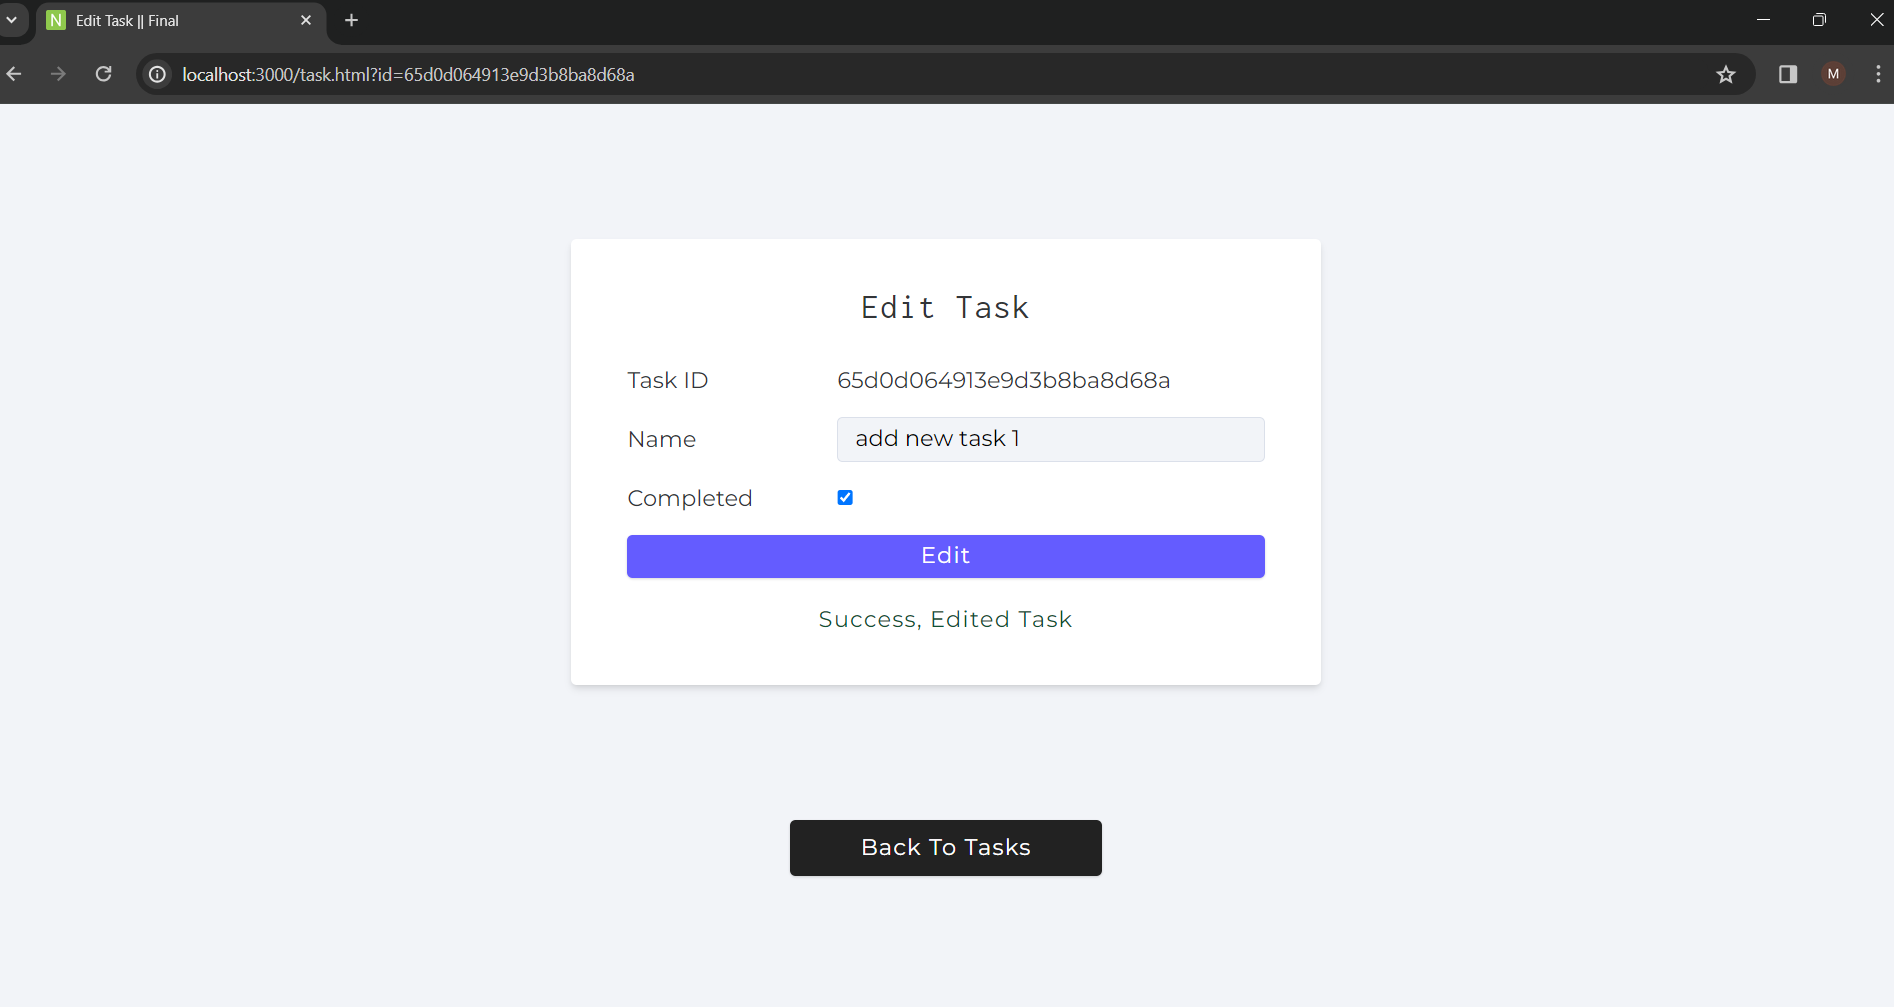 N Edit Task || Final
localhost:3000/task.html?id=65d0d064913e9d3b8ba8d68a
M
Edit Task
Task ID 65d0d064913e9d3b8ba8d68a
Name add new task 1
Completed
Edit
Success, Edited Task
Back To Tasks